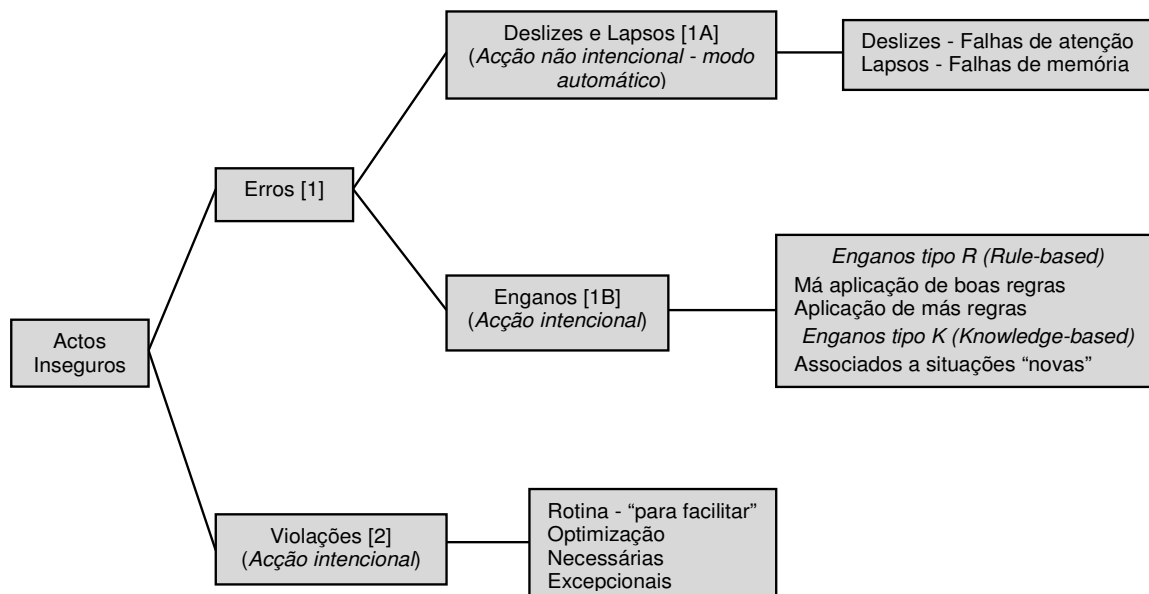 Deslizes e Lapsos [1A]
(Acção não intencional - modo
automático)
Deslizes - Falhas de atenção
Lapsos - Falhas de memória
Erros [1]
Enganos [1B]
(Acção intencional)
Enganos tipo R (Rule-based)
Má aplicação de boas regras
Aplicação de más regras
Enganos tipo K (Knowledge-based)
Associados a situações “novas”
Actos
Inseguros
Violações [2]
(Acção intencional)
Rotina - “para facilitar”
Optimização
Necessárias
Excepcionais